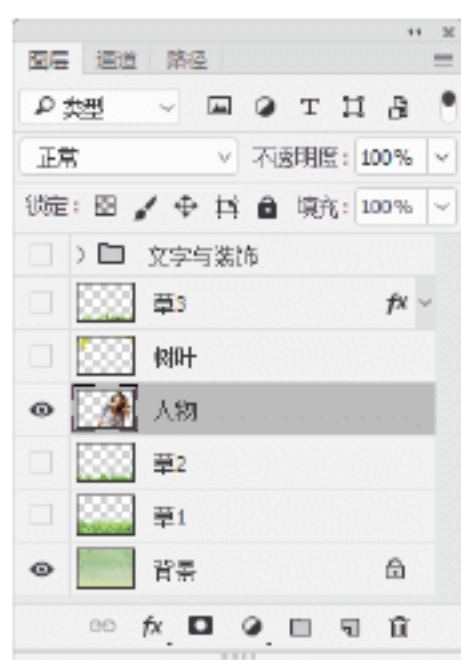 图层 通道 路径
类型 T
正常 不透明度: 100%
锁定: 填充: 100%
文字与装饰
草3 fx
树叶
人物
草2
草1
背景
fx